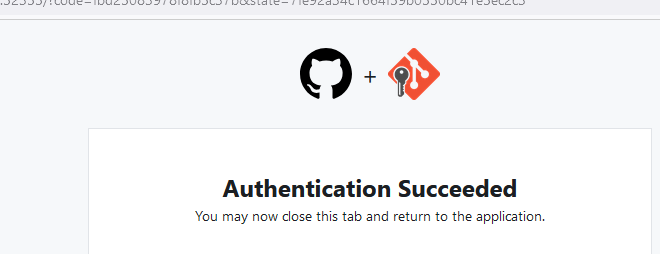 +
Authentication Succeeded
You may now close this tab and return to the application.